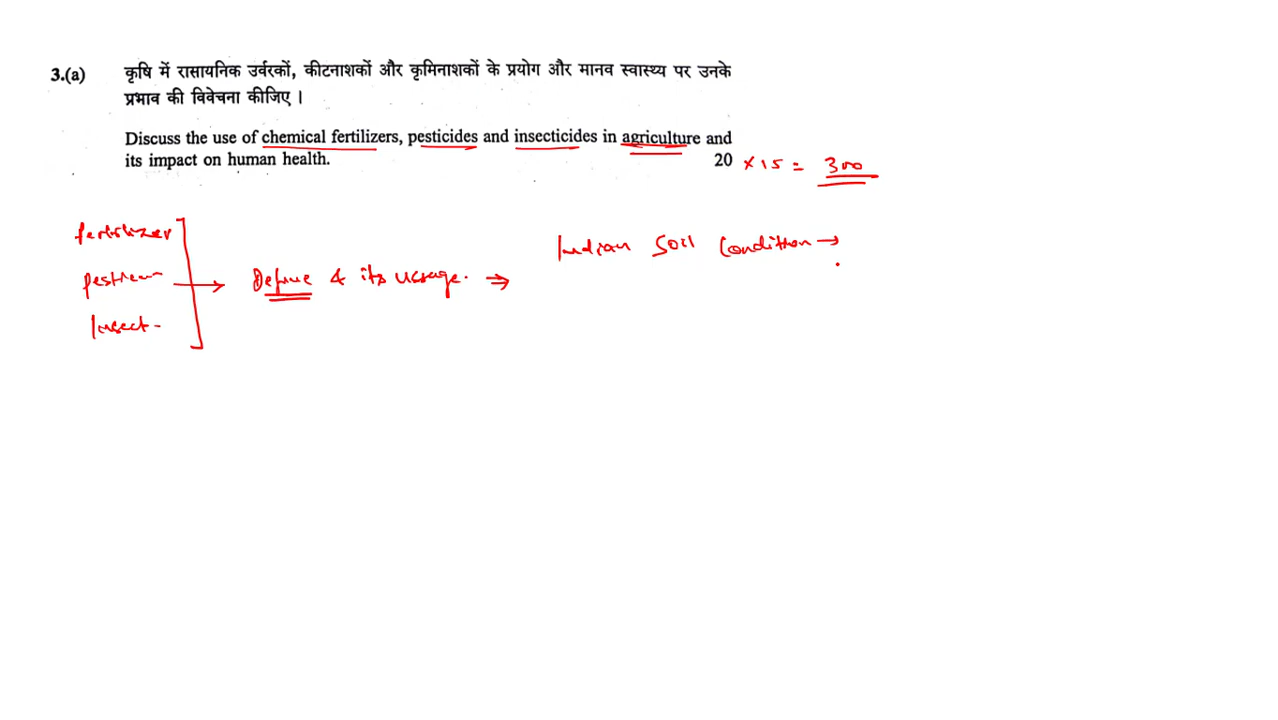 3.(a) कृषि में रासायनिक उर्वरकों, कीटनाशकों और कृमिनाशकों के प्रयोग और मानव स्वास्थ्य पर उनके
प्रभाव की विवेचना कीजिए ।
Discuss the use of chemical fertilizers, pesticides and insecticides in agriculture and
its impact on human health. 20 × 15 = 300
fertilizer
Insect-
Define & its usage. ⇒
Indian Soil Condition →